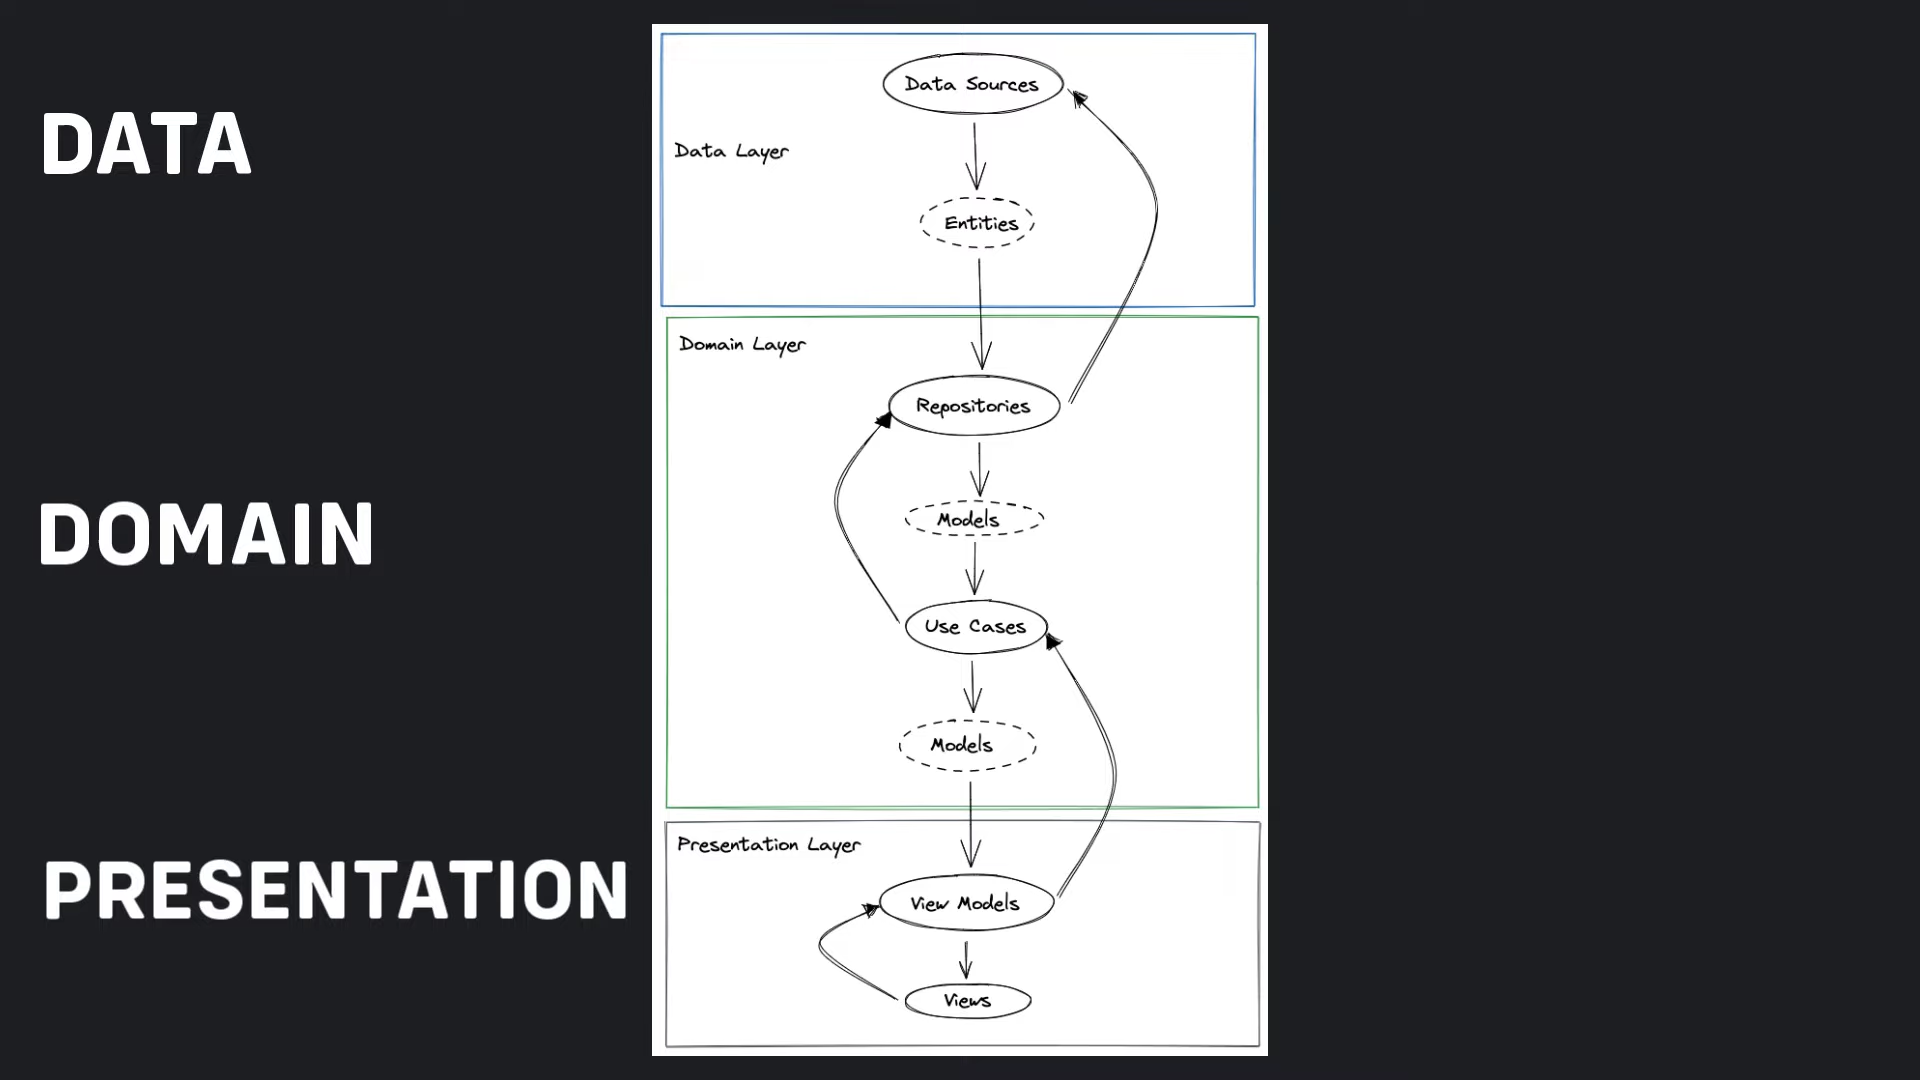 DATA
DOMAIN
PRESENTATION
Data Sources
Data Layer
Entities
Domain Layer
Repositories
Models
Use Cases
Models
Presentation Layer
View Models
Views